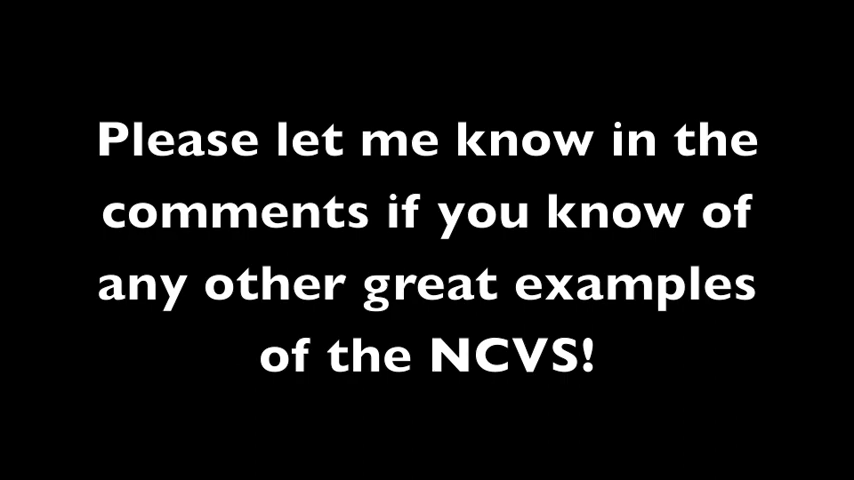 Please let me know in the
comments if you know of
any other great examples
of the NCVS!